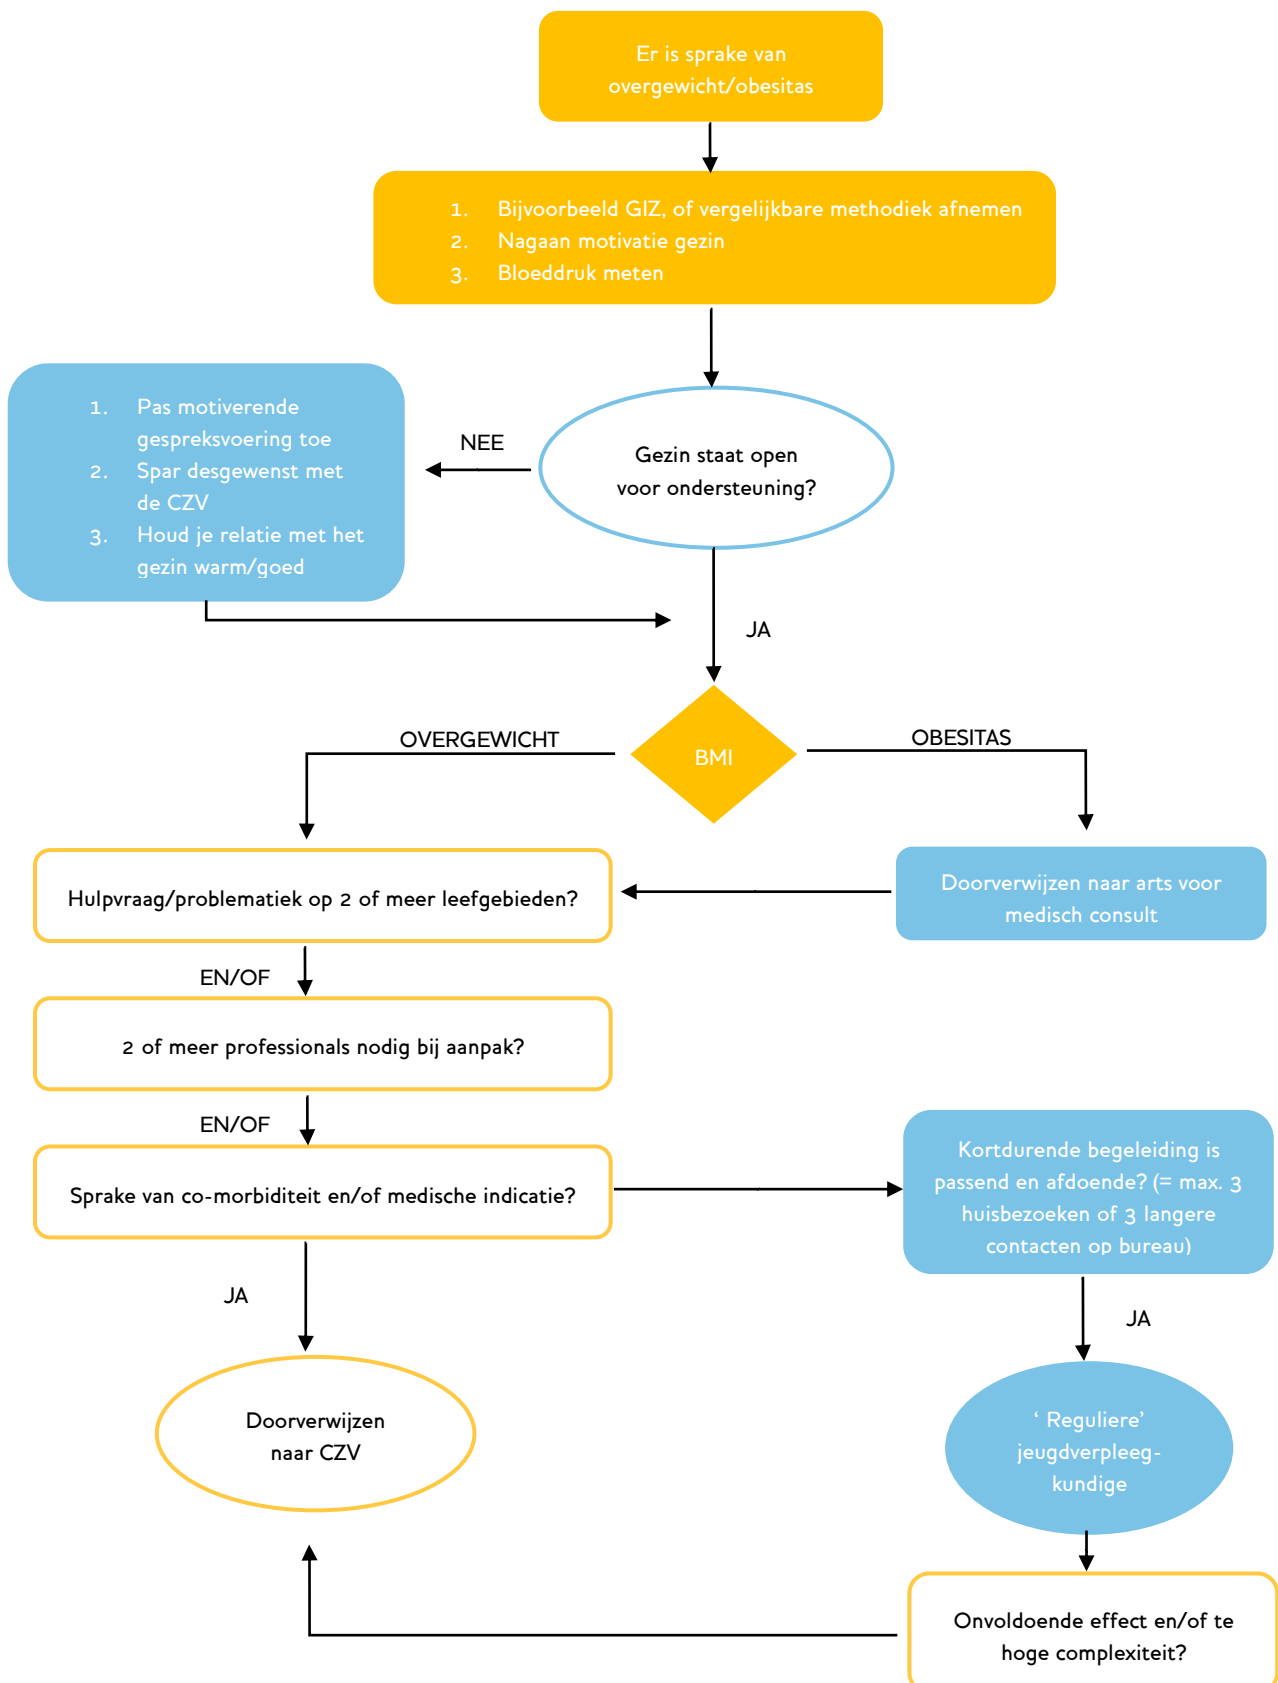 Er is sprake van
overgewicht/obesitas
1. Bijvoorbeeld GIZ, of vergelijkbare methodiek afnemen
2. Nagaan motivatie gezin
3. Bloeddruk meten
1. Pas motiverende
gespreksvoering toe
2. Spar desgewenst met
de CZV
3. Houd je relatie met het
gezin warm/goed
NEE
Gezin staat open
voor ondersteuning?
JA
BMI
OVERGEWICHT
OBESITAS
Hulpvraag/problematiek op 2 of meer leefgebieden?
Doorverwijzen naar arts voor
medisch consult
EN/OF
2 of meer professionals nodig bij aanpak?
EN/OF
Sprake van co-morbiditeit en/of medische indicatie?
Kortdurende begeleiding is
passend en afdoende? (= max. 3
huisbezoeken of 3 langere
contacten op bureau)
JA
JA
Doorverwijzen
naar CZV
‘ Reguliere’
jeugdverpleeg-
kundige
Onvoldoende effect en/of te
hoge complexiteit?